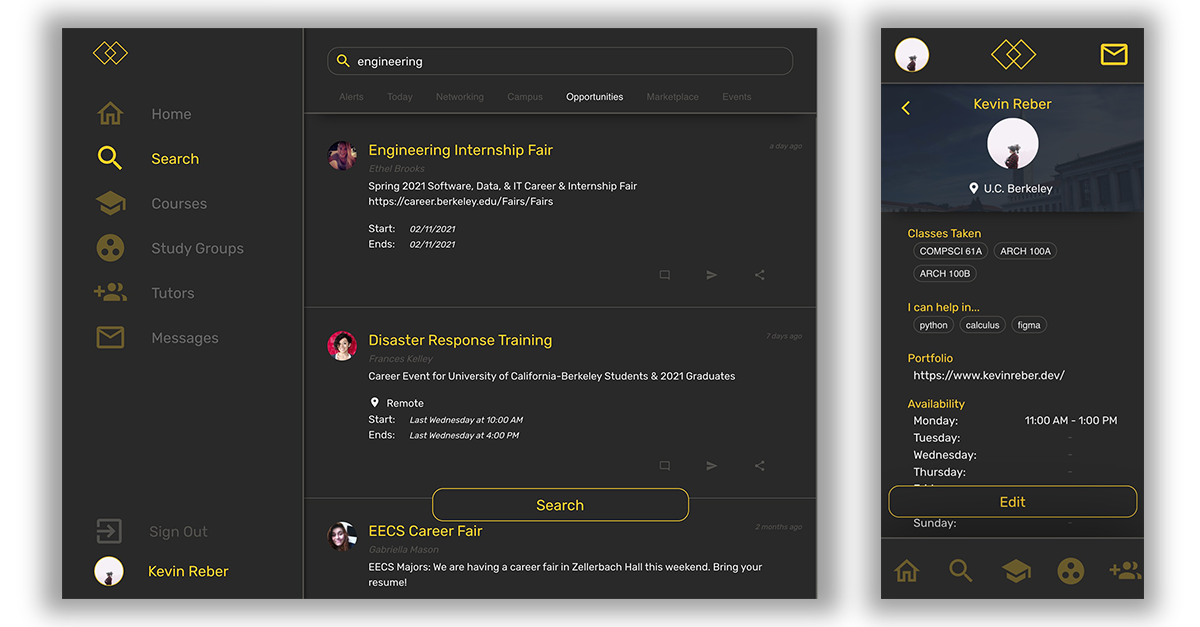 engineering
Alerts Today Networking Campus Opportunities Marketplace Events
Home
Search
Courses
Study Groups
Tutors
Messages
Sign Out
Kevin Reber
Engineering Internship Fair
a day ago
Ethel Brooks
Spring 2021 Software, Data, & IT Career & Internship Fair
https://career.berkeley.edu/Fairs/Fairs
Start: 02/11/2021
Ends: 02/11/2021
Disaster Response Training
7 days ago
Frances Kelley
Career Event for University of California-Berkeley Students & 2021 Graduates
Remote
Start: Last Wednesday at 10:00 AM
Ends: Last Wednesday at 4:00 PM
Search
EECS Career Fair
2 months ago
Gabriella Mason
EECS Majors: We are having a career fair in Zellerbach Hall this weekend. Bring your
resume!
Kevin Reber
U.C. Berkeley
Classes Taken
COMPSCI 61A ARCH 100A
ARCH 100B
I can help in...
python calculus figma
Portfolio
https://www.kevinreber.dev/
Availability
Monday: 11:00 AM - 1:00 PM
Tuesday: -
Wednesday: -
Thursday: -
Edit
Sunday: -